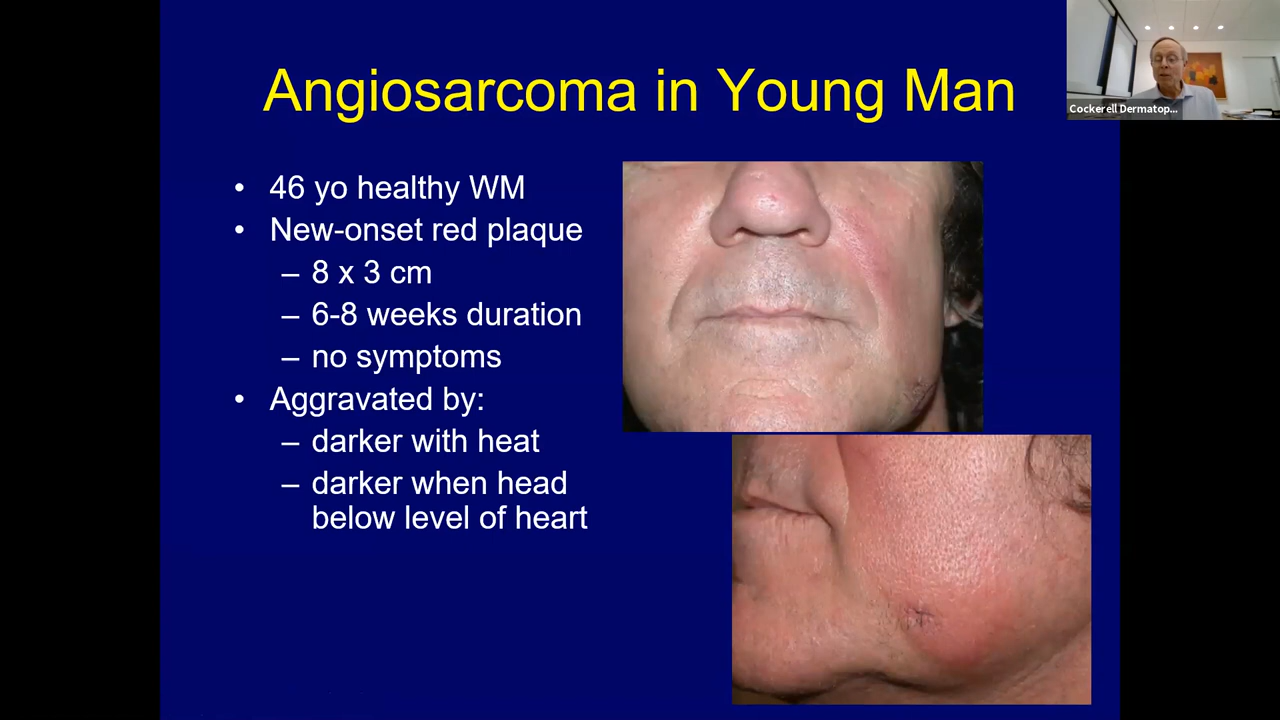 Angiosarcoma in Young Man
• 46 yo healthy WM
• New-onset red plaque
– 8 x 3 cm
– 6-8 weeks duration
– no symptoms
• Aggravated by:
– darker with heat
– darker when head
below level of heart
Cockerell Dermatop...